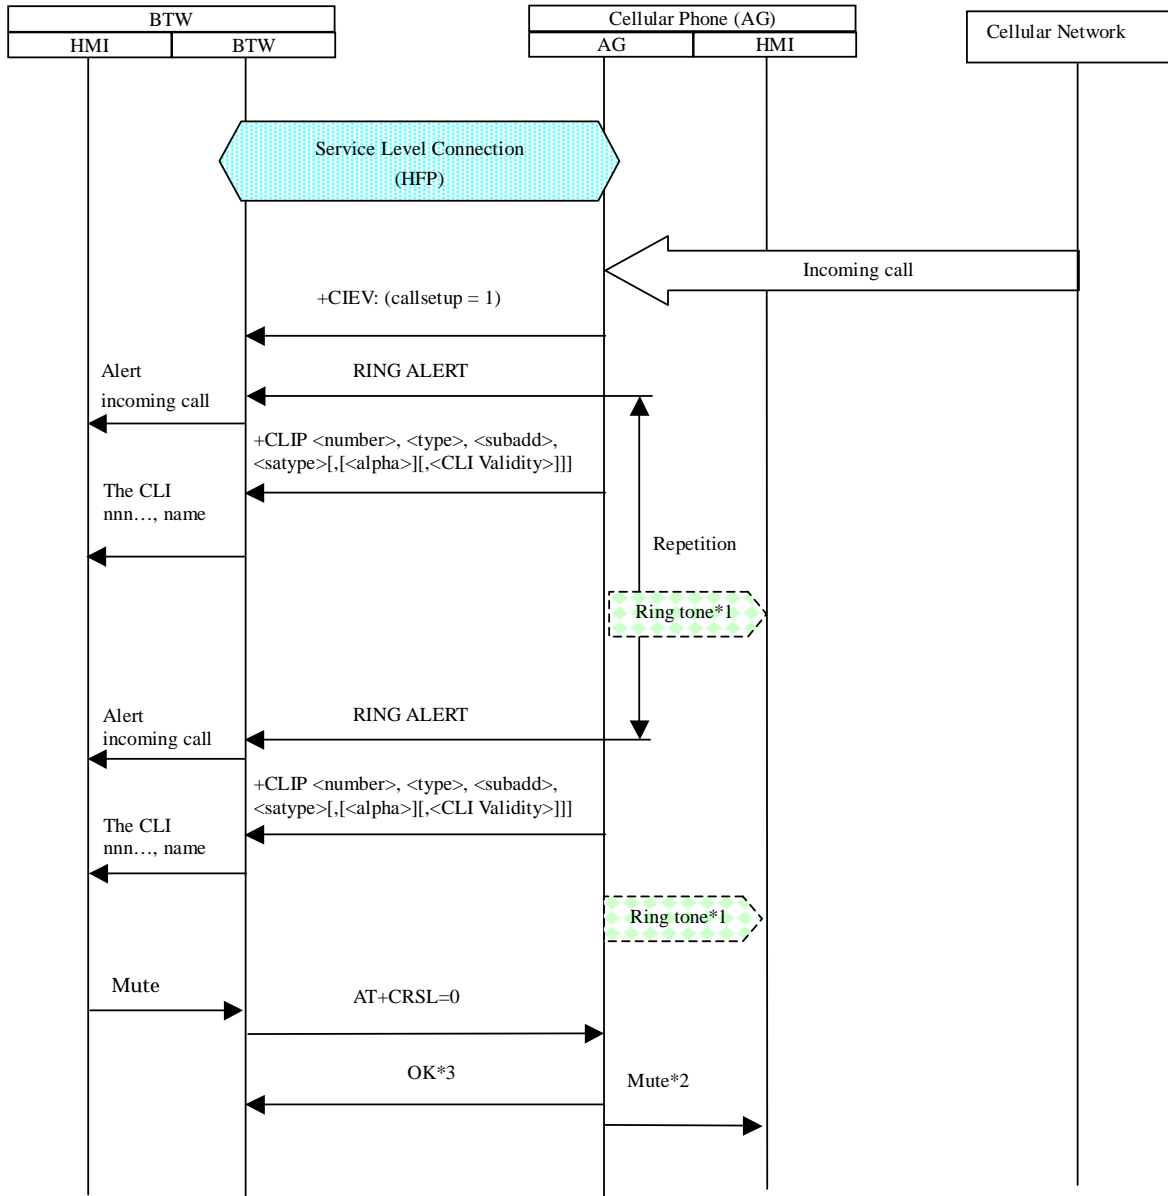 BTW
Cellular Phone (AG)
Cellular Network
HMI
BTW
AG
HMI
Service Level Connection
(HFP)
Incoming call
+CIEV: (callsetup = 1)
Alert
incoming call
RING ALERT
+CLIP <number>, <type>, <subadd>,
<satype>[,[<alpha>][,<CLI Validity>]]]
The CLI
nnn…, name
Repetition
Ring tone*1
Alert
incoming call
RING ALERT
+CLIP <number>, <type>, <subadd>,
<satype>[,[<alpha>][,<CLI Validity>]]]
The CLI
nnn…, name
Ring tone*1
Mute
AT+CRSL=0
OK*3
Mute*2